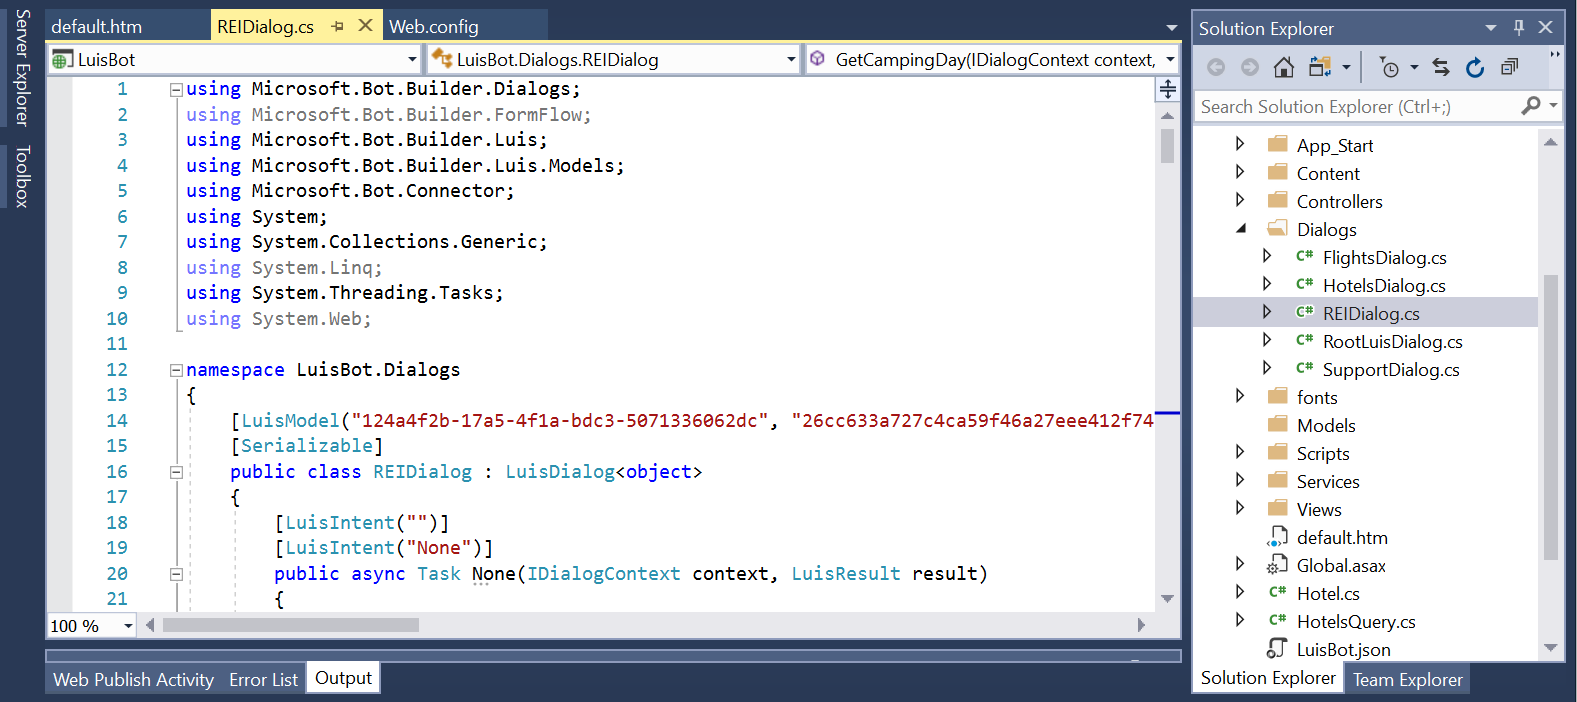 Server Explorer
Toolbox
default.htm
REIDialog.cs
Web.config
LuisBot
LuisBot.Dialogs.REIDialog
GetCampingDay(IDialogContext context,
1 using Microsoft.Bot.Builder.Dialogs;
2 using Microsoft.Bot.Builder.FormFlow;
3 using Microsoft.Bot.Builder.Luis;
4 using Microsoft.Bot.Builder.Luis.Models;
5 using Microsoft.Bot.Connector;
6 using System;
7 using System.Collections.Generic;
8 using System.Linq;
9 using System.Threading.Tasks;
10 using System.Web;
11
12 namespace LuisBot.Dialogs
13 {
14 [LuisModel("124a4f2b-17a5-4f1a-bdc3-5071336062dc", "26cc633a727c4ca59f46a27eee412f74
15 [Serializable]
16 public class REIDialog : LuisDialog<object>
17 {
18 [LuisIntent("")]
19 [LuisIntent("None")]
20 public async Task None(IDialogContext context, LuisResult result)
21 {
100 %
Web Publish Activity
Error List
Output
Solution Explorer
Search Solution Explorer (Ctrl+;)
App_Start
Content
Controllers
Dialogs
C# FlightsDialog.cs
C# HotelsDialog.cs
C# REIDialog.cs
C# RootLuisDialog.cs
C# SupportDialog.cs
fonts
Models
Scripts
Services
Views
default.htm
Global.asax
C# Hotel.cs
C# HotelsQuery.cs
LuisBot.json
Solution Explorer
Team Explorer